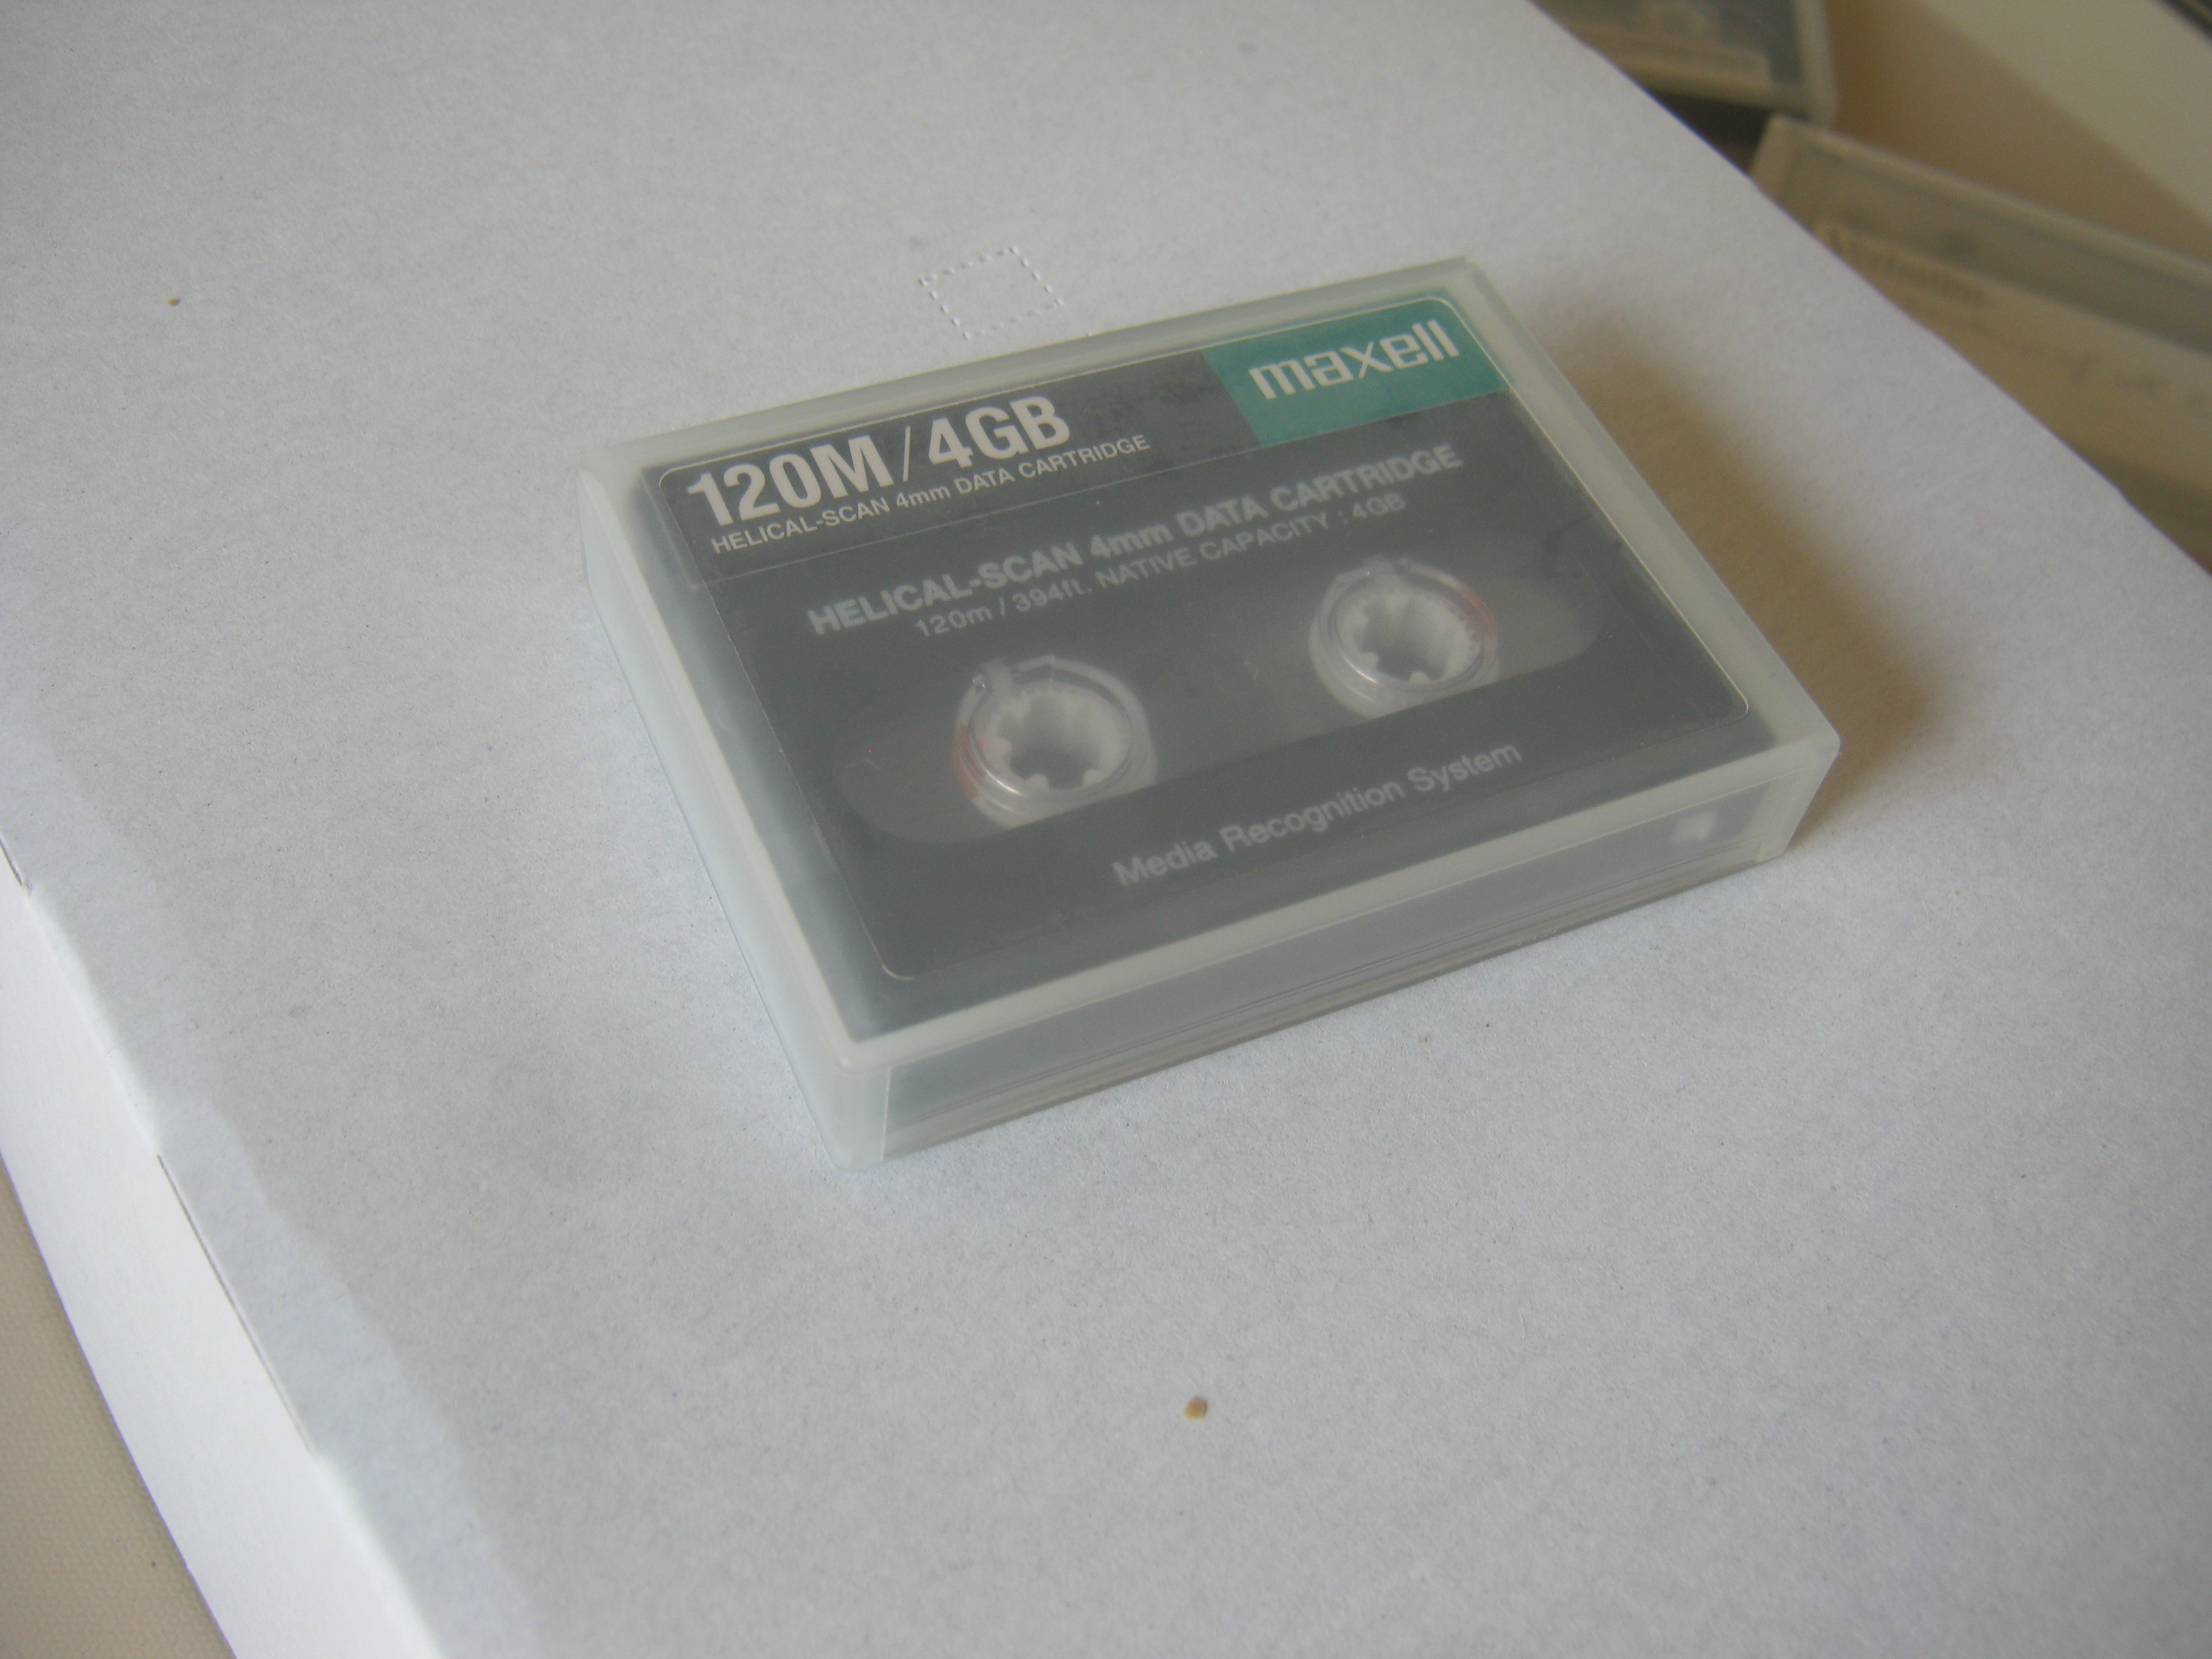 maxell
120M/4GB
HELICAL-SCAN 4mm DATA CARTRIDGE
HELICAL-SCAN 4mm DATA CARTRIDGE
120m / 394ft. NATIVE CAPACITY : 4GB
Media Recognition System